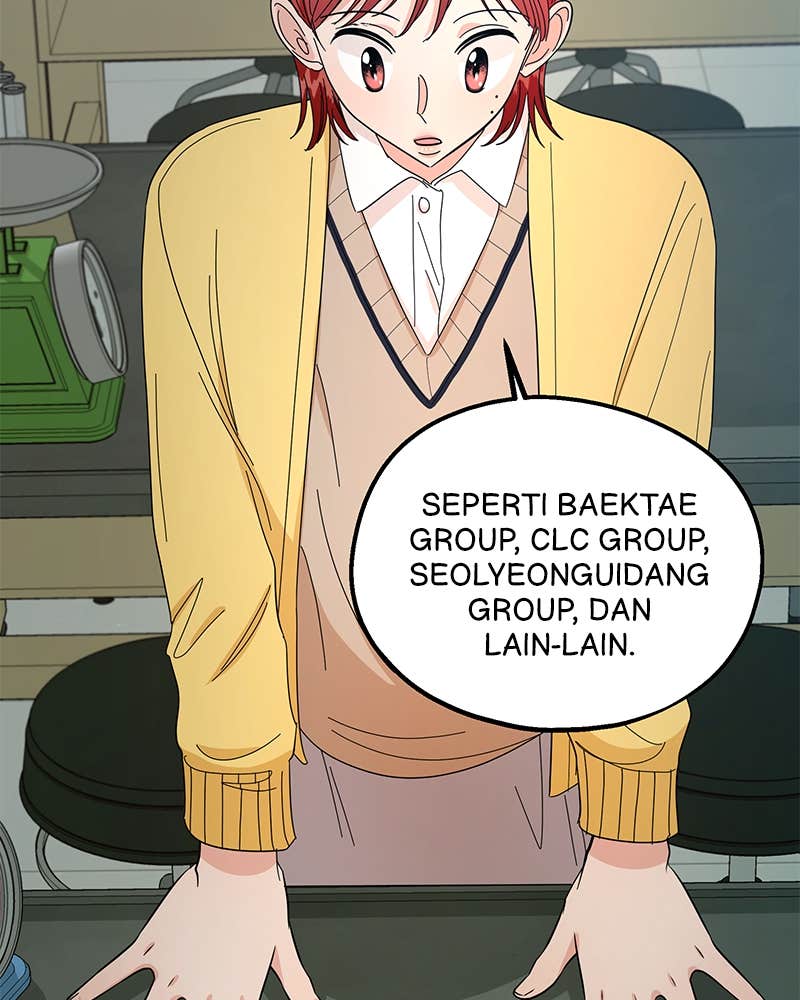 SEPERTI BAEKTAE
GROUP, CLC GROUP,
SEOLYEONGUIDANG
GROUP, DAN
LAIN-LAIN.